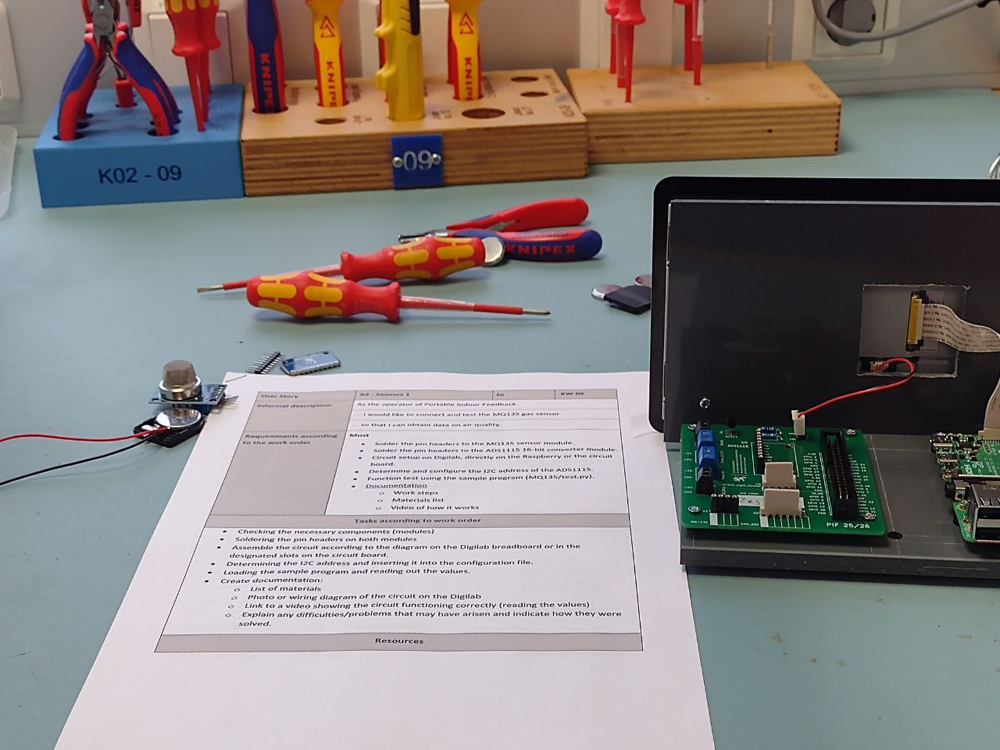 KNIPEX
KNIPEX
KNIPEX
K02 - 09
09
KNIPEX
User Story
A4 - Sensors 1
to
KW 05
Informal description
As the operator of Portable Indoor Feedback
I would like to connect and test the MQ135 gas sensor
so that I can obtain data on air quality.
Requirements according
to the work order
Must
• Solder the pin headers to the MQ135 sensor module.
• Solder the pin headers to the ADS1115 16-bit converter module.
• Circuit setup on Digilab, directly on the Raspberry or the circuit
board.
• Determine and configure the I2C address of the ADS1115.
• Function test using the sample program (MQ135/test.py).
• Documentation
o Work steps
o Materials list
o Video of how it works
Tasks according to work order
• Checking the necessary components (modules)
• Soldering the pin headers on both modules
• Assemble the circuit according to the diagram on the Digilab breadboard or in the
designated slots on the circuit board.
• Determining the I2C address and inserting it into the configuration file.
• Loading the sample program and reading out the values.
• Create documentation:
o List of materials
o Photo or wiring diagram of the circuit on the Digilab
o Link to a video showing the circuit functioning correctly (reading the values)
o Explain any difficulties/problems that may have arisen and indicate how they were
solved.
Resources
ADS1115
PIF 25/26